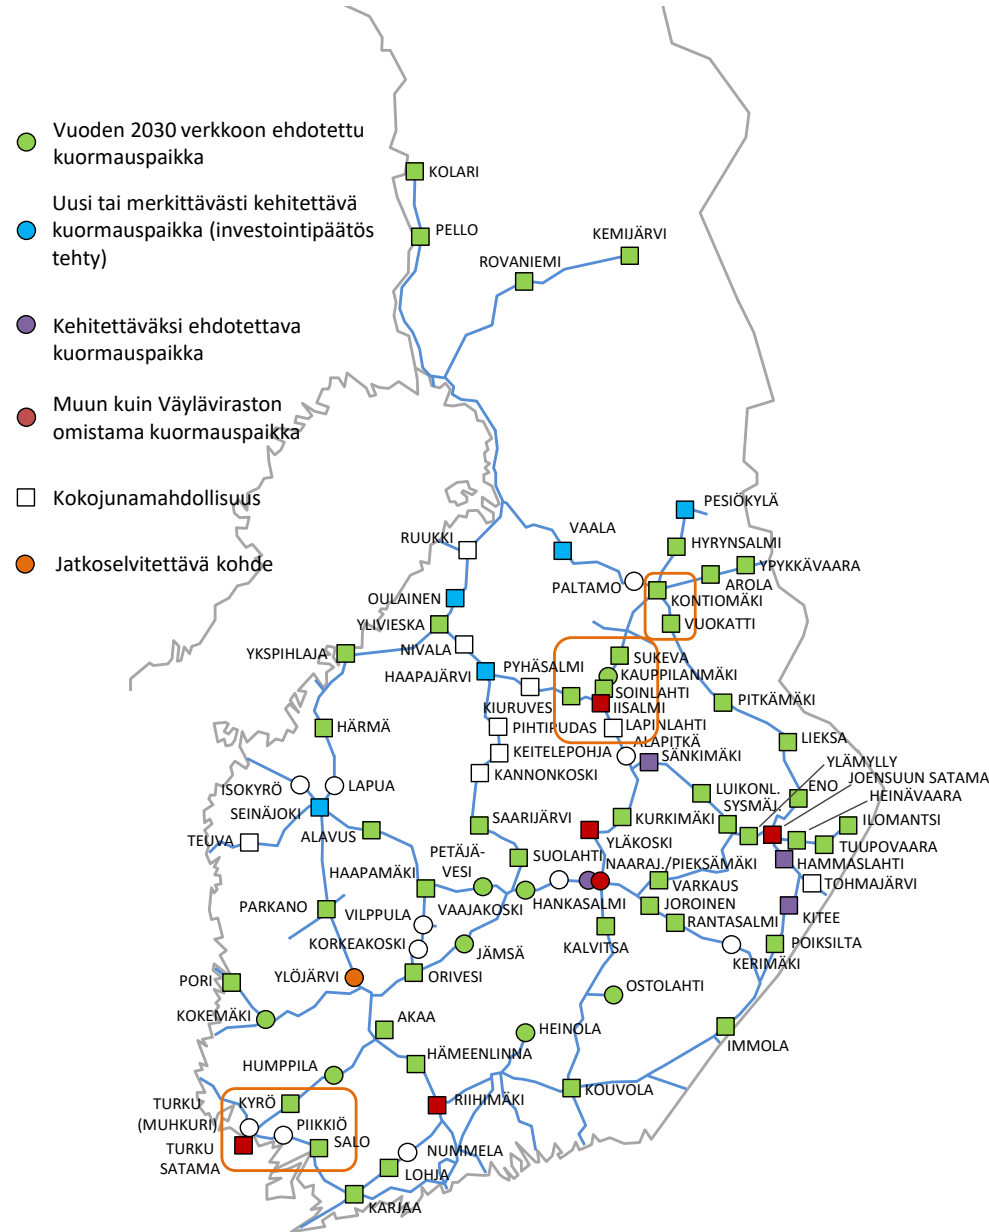 Vuoden 2030 verkkoon ehdotettu
kuormauspaikka
Uusi tai merkittävästi kehitettävä
kuormauspaikka (investointipäätös
tehty)
Kehitettäväksi ehdotettava
kuormauspaikka
Muun kuin Väyläviraston
omistama kuormauspaikka
Kokojunamahdollisuus
Jatkoselvitettävä kohde
KOLARI
PELLO
KEMIJÄRVI
ROVANIEMI
PESIÖKYLÄ
VAALA
RUUKKI
HYRYNSALMI
YPYKKÄVAARA
PALTAMO
AROLA
KONTIOMÄKI
OULAINEN
VUOKATTI
YLIVIESKA
NIVALA
YKSPIHLAJA
SUKEVA
PYHÄSALMI
KAUPPILANMÄKI
HAAPAJÄRVI
SOINLAHTI
KIURUVES
IISALMI
PITKÄMÄKI
PIHTIPUDAS
LAPINLAHTI
HÄRMÄ
ALAPITKÄ
LIEKSA
KEITELEPOHJA
SÄNKIMÄKI
YLÄMYLLY
KANNONKOSKI
JOENSUUN SATAMA
ISOKYRÖ
LAPUA
LUIKONL.
ENO
HEINÄVAARA
SEINÄJOKI
SYSMÄJ.
ILOMANTSI
SAARIJÄRVI
KURKIMÄKI
TEUVA
ALAVUS
YLÄKOSKI
TUUPOVAARA
PETÄJÄ-
VESI
SUOLAHTI
NAARAJ./PIEKSÄMÄKI
HAMMASLAHTI
HAAPAMÄKI
VARKAUS
TOHMAJÄRVI
HANKASALMI
JOROINEN
PARKANO
VILPPULA
VAAJAKOSKI
RANTASALMI
KITEE
KORKEAKOSKI
KALVITSA
POIKSILTA
JÄMSÄ
KERIMÄKI
PORI
YLÖJÄRVI
ORIVESI
OSTOLAHTI
KOKEMÄKI
AKAA
HEINOLA
IMMOLA
HUMPPILA
HÄMEENLINNA
KOUVOLA
TURKU
(MUHKURI)
KYRÖ
RIIHIMÄKI
PIIKKIÖ
TURKU
SATAMA
SALO
NUMMELA
LOHJA
KARJAA